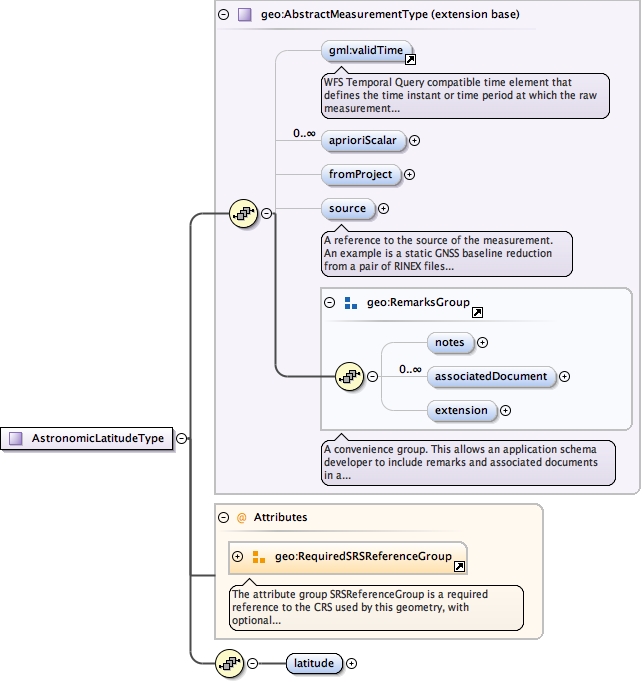 geo:AbstractMeasurementType (extension base)
gml:validTime
WFS Temporal Query compatible time element that
defines the time instant or time period at which the raw
measurement...
0..∞
aprioriScalar
fromProject
source
A reference to the source of the measurement.
An example is a static GNSS baseline reduction
from a pair of RINEX files...
geo:RemarksGroup
notes
0..∞
associatedDocument
extension
A convenience group. This allows an application schema
developer to include remarks and associated documents
in a...
AstronomicLatitudeType
@ Attributes
geo:RequiredSRSReferenceGroup
The attribute group SRSReferenceGroup is a required
reference to the CRS used by this geometry, with
optional...
latitude